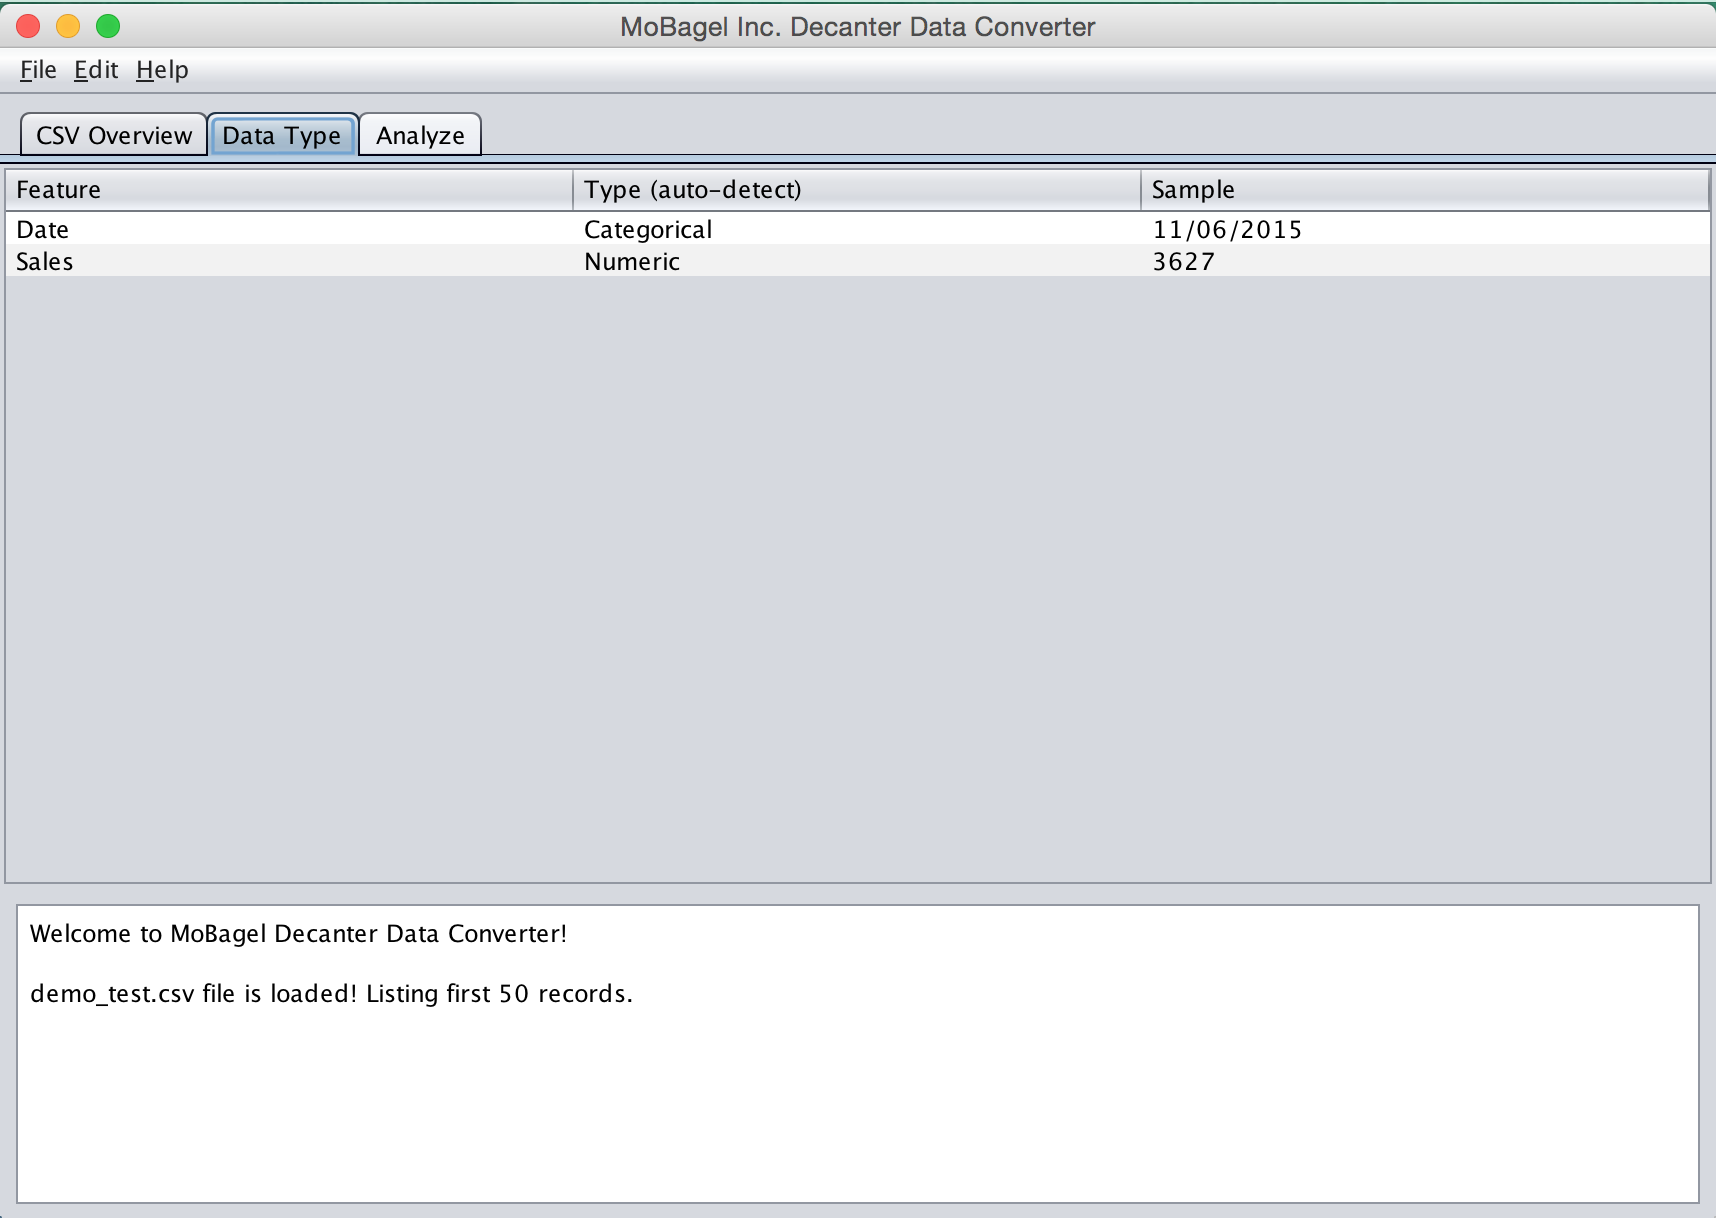 MoBagel Inc. Decanter Data Converter
File Edit Help
CSV Overview Data Type Analyze
Feature Type (auto-detect) Sample
Date Categorical 11/06/2015
Sales Numeric 3627
Welcome to MoBagel Decanter Data Converter!
demo_test.csv file is loaded! Listing first 50 records.